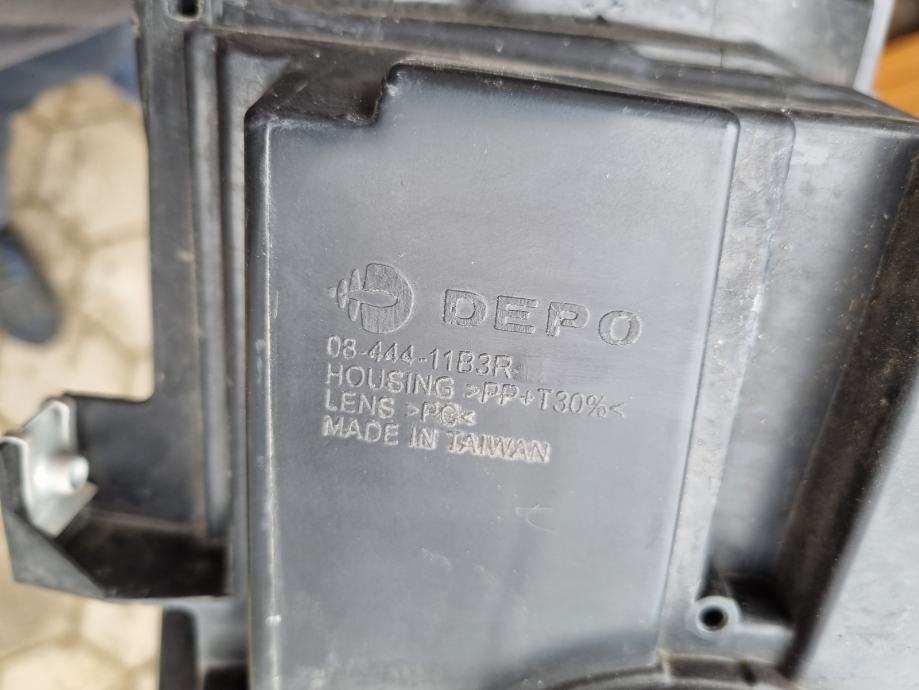 DEPO
08-444-11B3R
HOUSING >PP+T30%<
LENS >PC<
MADE IN TAIWAN